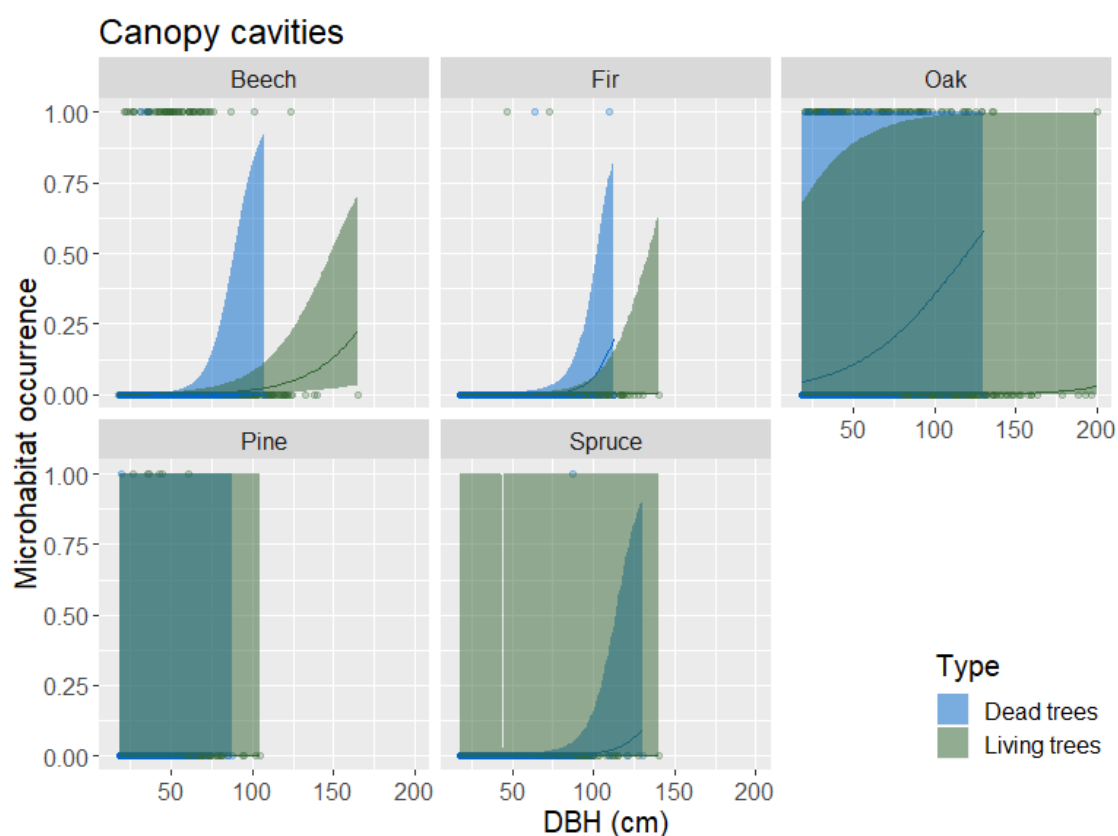 Canopy cavities
Beech Fir Oak
1.00
0.75
0.50
0.25
0.00
50 100 150 200
Pine Spruce
1.00
0.75
0.50
0.25
0.00
50 100 150 200 50 100 150 200
Microhabitat occurrence
DBH (cm)
Type
Dead trees
Living trees